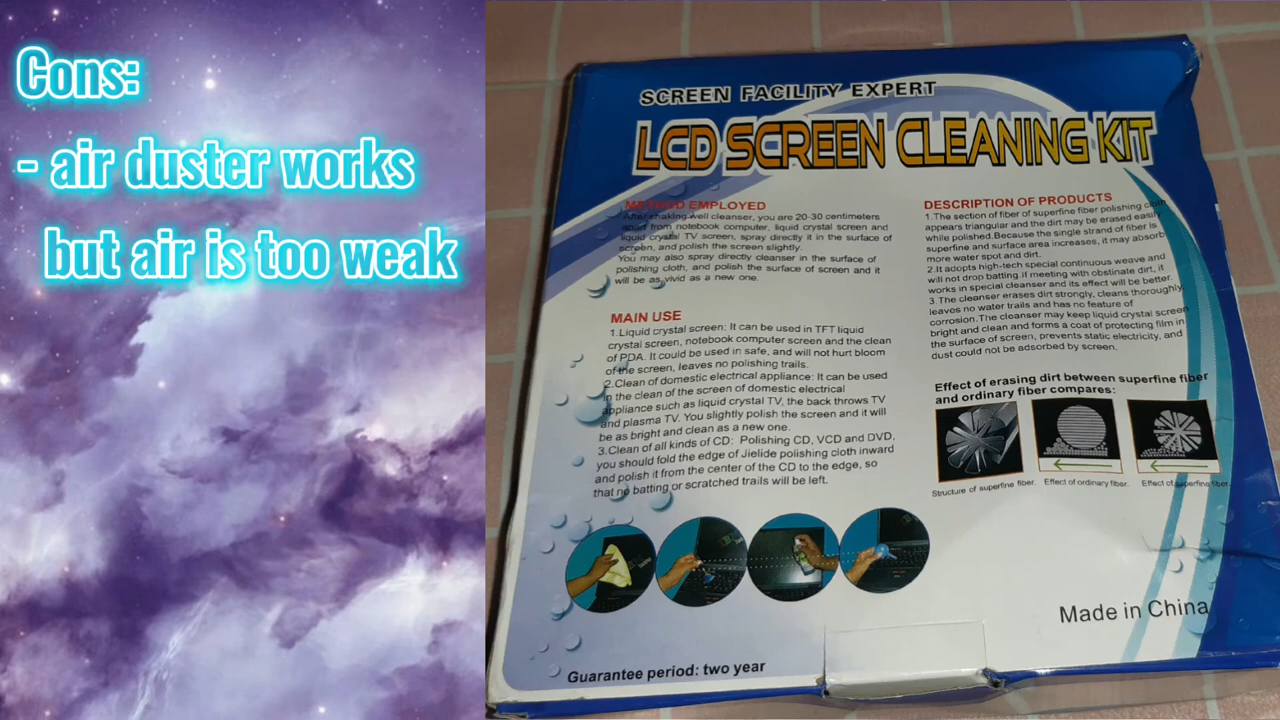 Cons:
- air duster works
but air is too weak
SCREEN FACILITY EXPERT
LCD SCREEN CLEANING KIT
METHOD EMPLOYED
After shaking well cleanser, you are 20-30 centimeters
apart from notebook computer, liquid crystal screen and
liquid crystal TV screen, spray directly it in the surface of
screen, and polish the screen slightly.
You may also spray directly cleanser in the surface of
polishing cloth, and polish the surface of screen and it
will be as vivid as a new one.
MAIN USE
1.Liquid crystal screen: It can be used in TFT liquid
crystal screen, notebook computer screen and the clean
of PDA. It could be used in safe, and will not hurt bloom
of the screen, leaves no polishing trails.
2.Clean of domestic electrical appliance: It can be used
in the clean of the screen of domestic electrical
appliance such as liquid crystal TV, the back throws TV
and plasma TV. You slightly polish the screen and it will
be as bright and clean as a new one.
3.Clean of all kinds of CD: Polishing CD, VCD and DVD,
you should fold the edge of Jielide polishing cloth inward
and polish it from the center of the CD to the edge, so
that no batting or scratched trails will be left.
Guarantee period: two year
DESCRIPTION OF PRODUCTS
1.The section of fiber of superfine fiber polishing cloth
appears triangular and the dirt may be erased easily
while polished.Because the single strand of fiber is
superfine and surface area increases, it may absorb
more water spot and dirt.
2.It adopts high-tech special continuous weave and
will not drop batting. If meeting with obstinate dirt, it
works in special cleanser and its effect will be better.
3.The cleanser erases dirt strongly, cleans thoroughly,
leaves no water trails and has no feature of
corrosion.The cleanser may keep liquid crystal screen
bright and clean and forms a coat of protecting film in
the surface of screen, prevents static electricity, and
dust could not be adsorbed by screen.
Effect of erasing dirt between superfine fiber
and ordinary fiber compares:
Structure of superfine fiber.
Effect of ordinary fiber.
Effect of superfine fiber.
Made in China